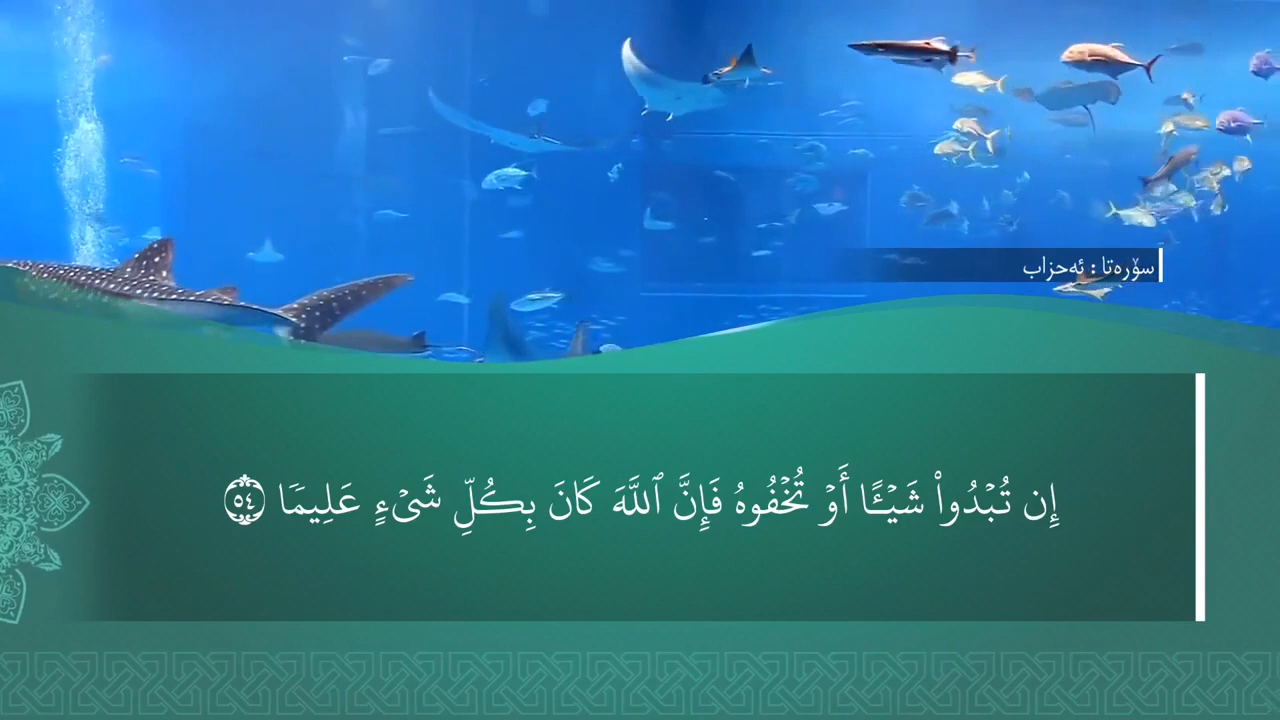 سۆرەتا : ئەحزاب
إِن تُبۡدُواْ شَيۡـًٔا أَوۡ تُخۡفُوهُ فَإِنَّ ٱللَّهَ كَانَ بِكُلِّ شَيۡءٍ عَلِيمٗا ٥٤